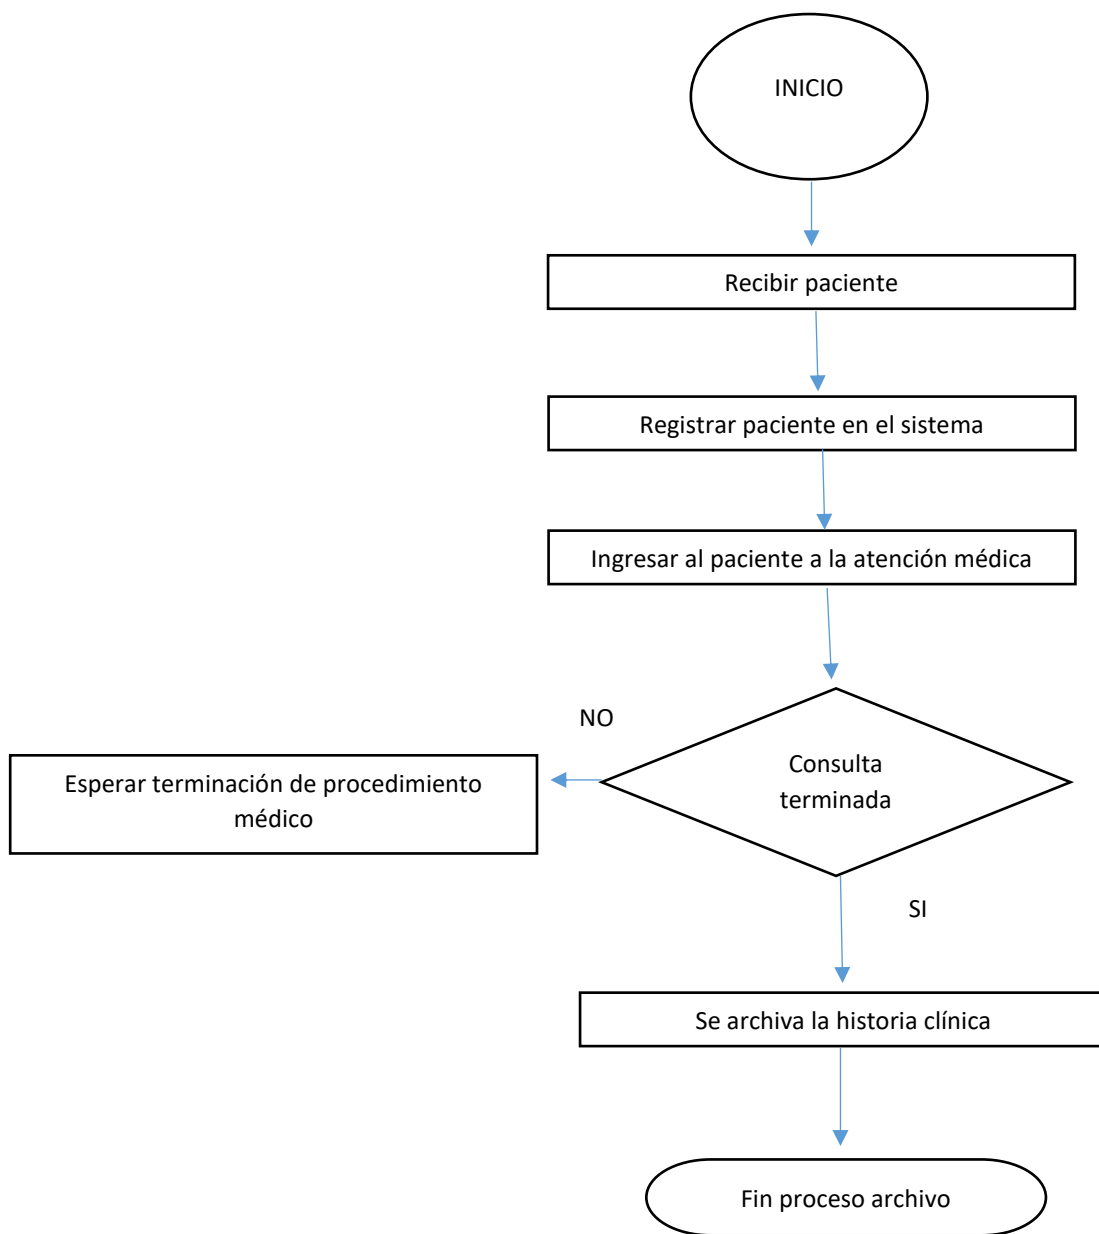 INICIO
Recibir paciente
Registrar paciente en el sistema
Ingresar al paciente a la atención médica
NO
Consulta
terminada
Esperar terminación de procedimiento
médico
SI
Se archiva la historia clínica
Fin proceso archivo